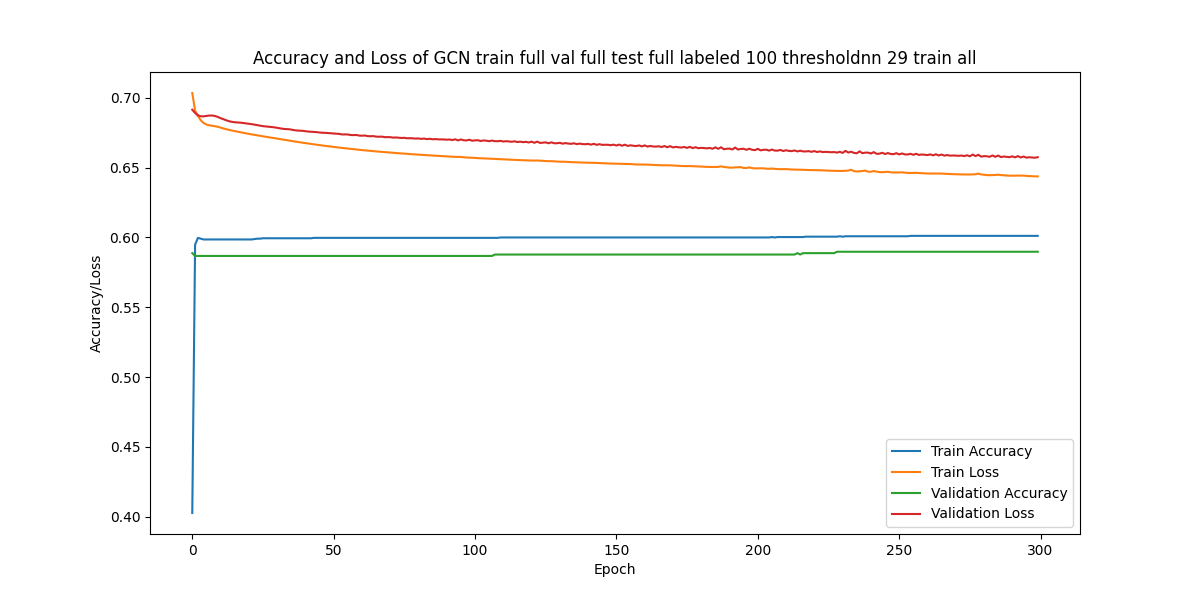 Accuracy and Loss of GCN train full val full test full labeled 100 thresholdnn 29 train all
0.70
0.65
0.60
0.55
0.50
0.45
0.40
Accuracy/Loss
0
50
100
150
200
250
300
Epoch
Train Accuracy
Train Loss
Validation Accuracy
Validation Loss